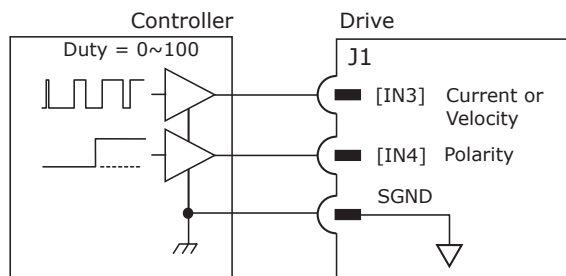 Controller
Drive
Duty = 0~100
J1
[IN3] Current or
Velocity
[IN4] Polarity
SGND